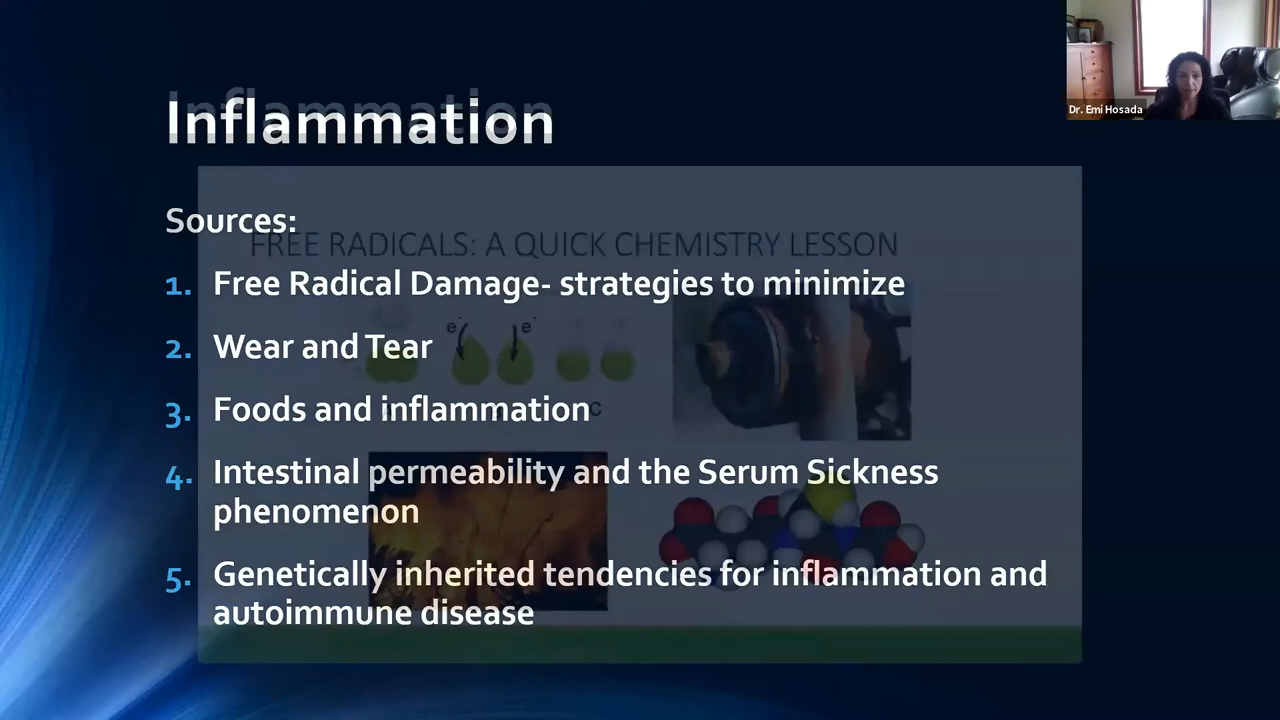 Dr. Emi Hosada
Inflammation
Sources:
FREE RADICALS: A QUICK CHEMISTRY LESSON
1. Free Radical Damage- strategies to minimize
e-
e-
2. Wear and Tear
3. Foods and inflammation
C
4. Intestinal permeability and the Serum Sickness
phenomenon
5. Genetically inherited tendencies for inflammation and
autoimmune disease